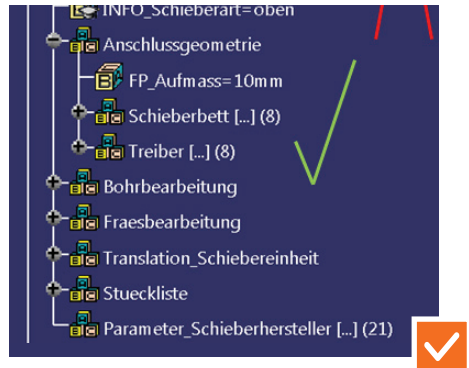 INFO_Schieberart=oben
Anschlussgeometrie
FP_Aufmass=10mm
Schieberbett [...] (8)
Treiber [...] (8)
Bohrbearbeitung
Fraesbearbeitung
Translation_Schiebereinheit
Stueckliste
Parameter_Schieberhersteller [...] (21)